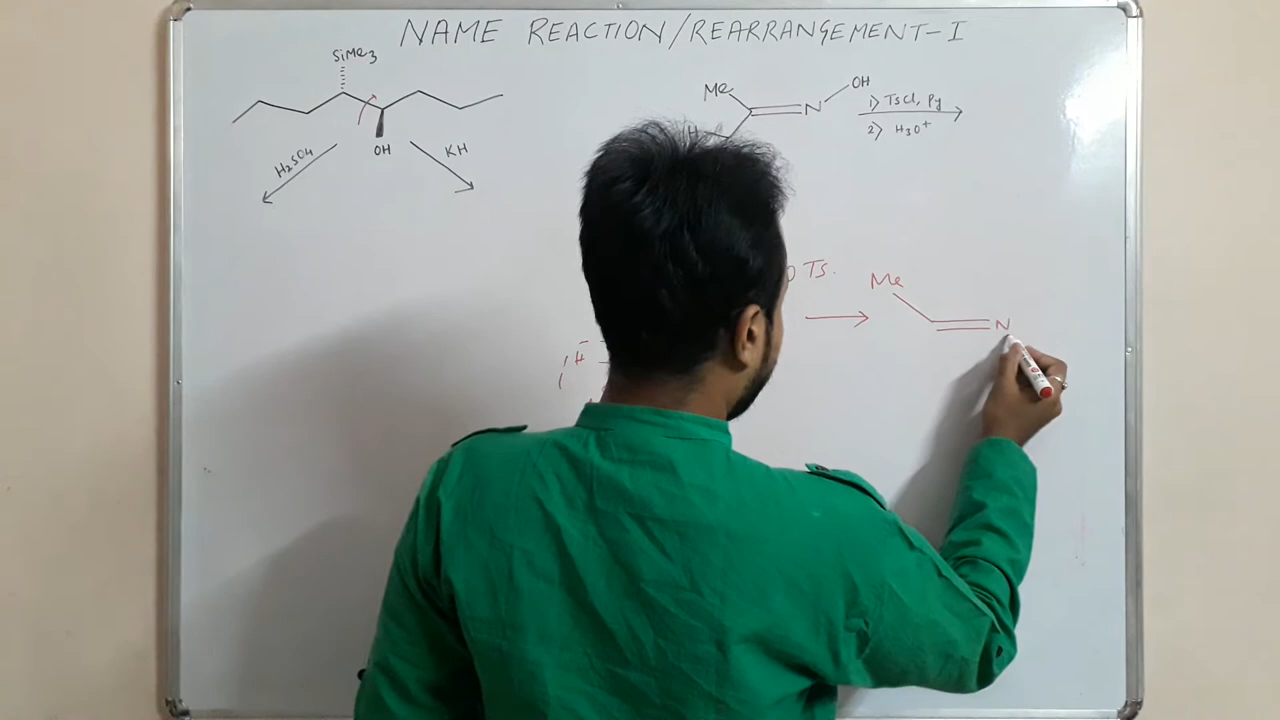 NAME REACTION/REARRANGEMENT-I
SiMe3
OH
H2SO4
KH
Me
N
OH
H
1) TsCl, Py
2) H3O+
OTs.
Me
N
H